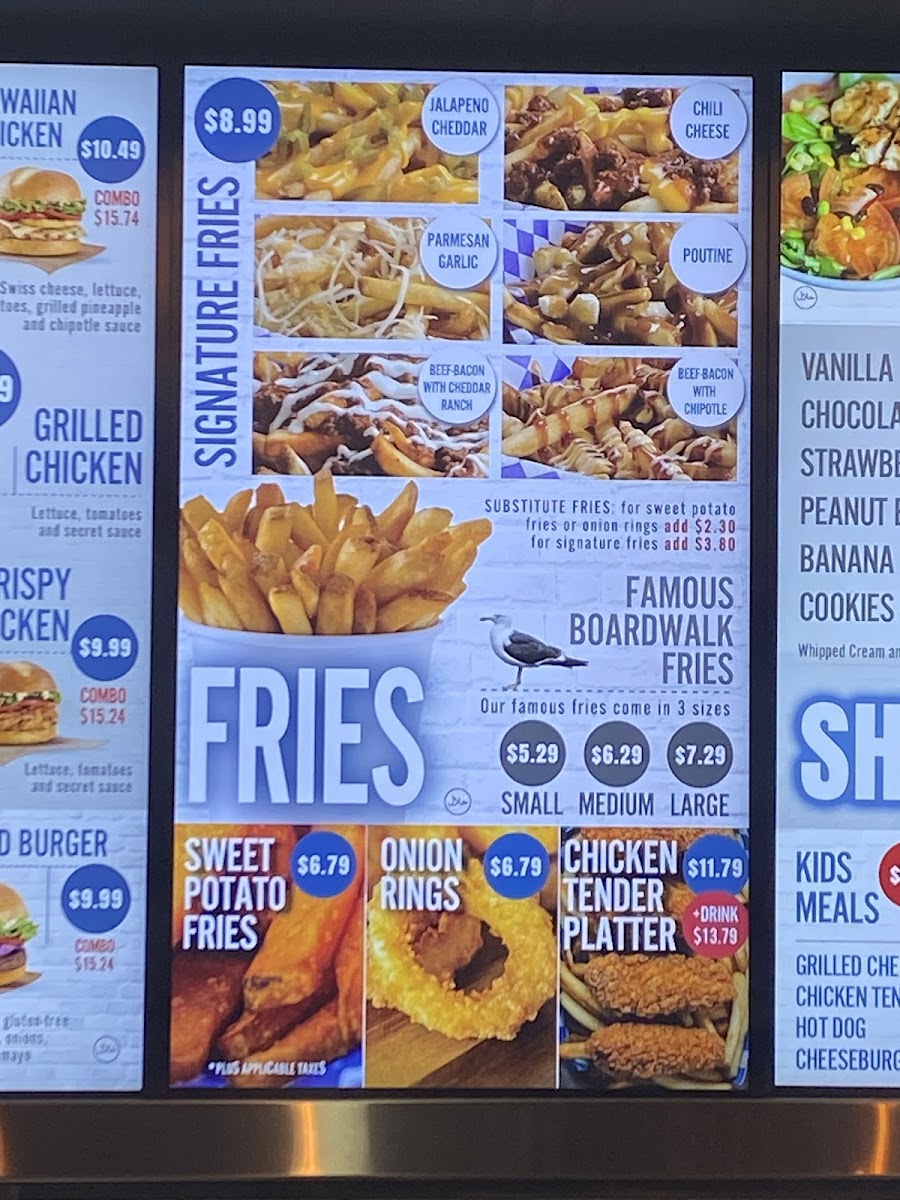 WAIIAN
ICKEN
$10.49
COMBO
$15.74
Swiss cheese, lettuce,
toes, grilled pineapple
and chipotle sauce
9
GRILLED
CHICKEN
Lettuce, tomatoes
and secret sauce
RISPY
CKEN
$9.99
COMBO
$15.24
Lettuce, tomatoes
and secret sauce
D BURGER
$9.99
COMBO
$15.24
gluten-free
onions,
mayo
$8.99
SIGNATURE FRIES
JALAPENO
CHEDDAR
CHILI
CHEESE
PARMESAN
GARLIC
POUTINE
BEEF-BACON
WITH CHEDDAR
RANCH
BEEF-BACON
WITH
CHIPOTLE
SUBSTITUTE FRIES: for sweet potato
fries or onion rings add $2.30
for signature fries add $3.80
FAMOUS
BOARDWALK
FRIES
FRIES
Our famous fries come in 3 sizes
$5.29 $6.29 $7.29
SMALL MEDIUM LARGE
SWEET
POTATO
FRIES
$6.79
*PLUS APPLICABLE TAXES
ONION
RINGS
$6.79
CHICKEN
TENDER
PLATTER
$11.79
+DRINK
$13.79
VANILLA
CHOCOLA
STRAWBE
PEANUT B
BANANA
COOKIES
Whipped Cream an
SH
KIDS
MEALS
$
GRILLED CHE
CHICKEN TEN
HOT DOG
CHEESEBURG